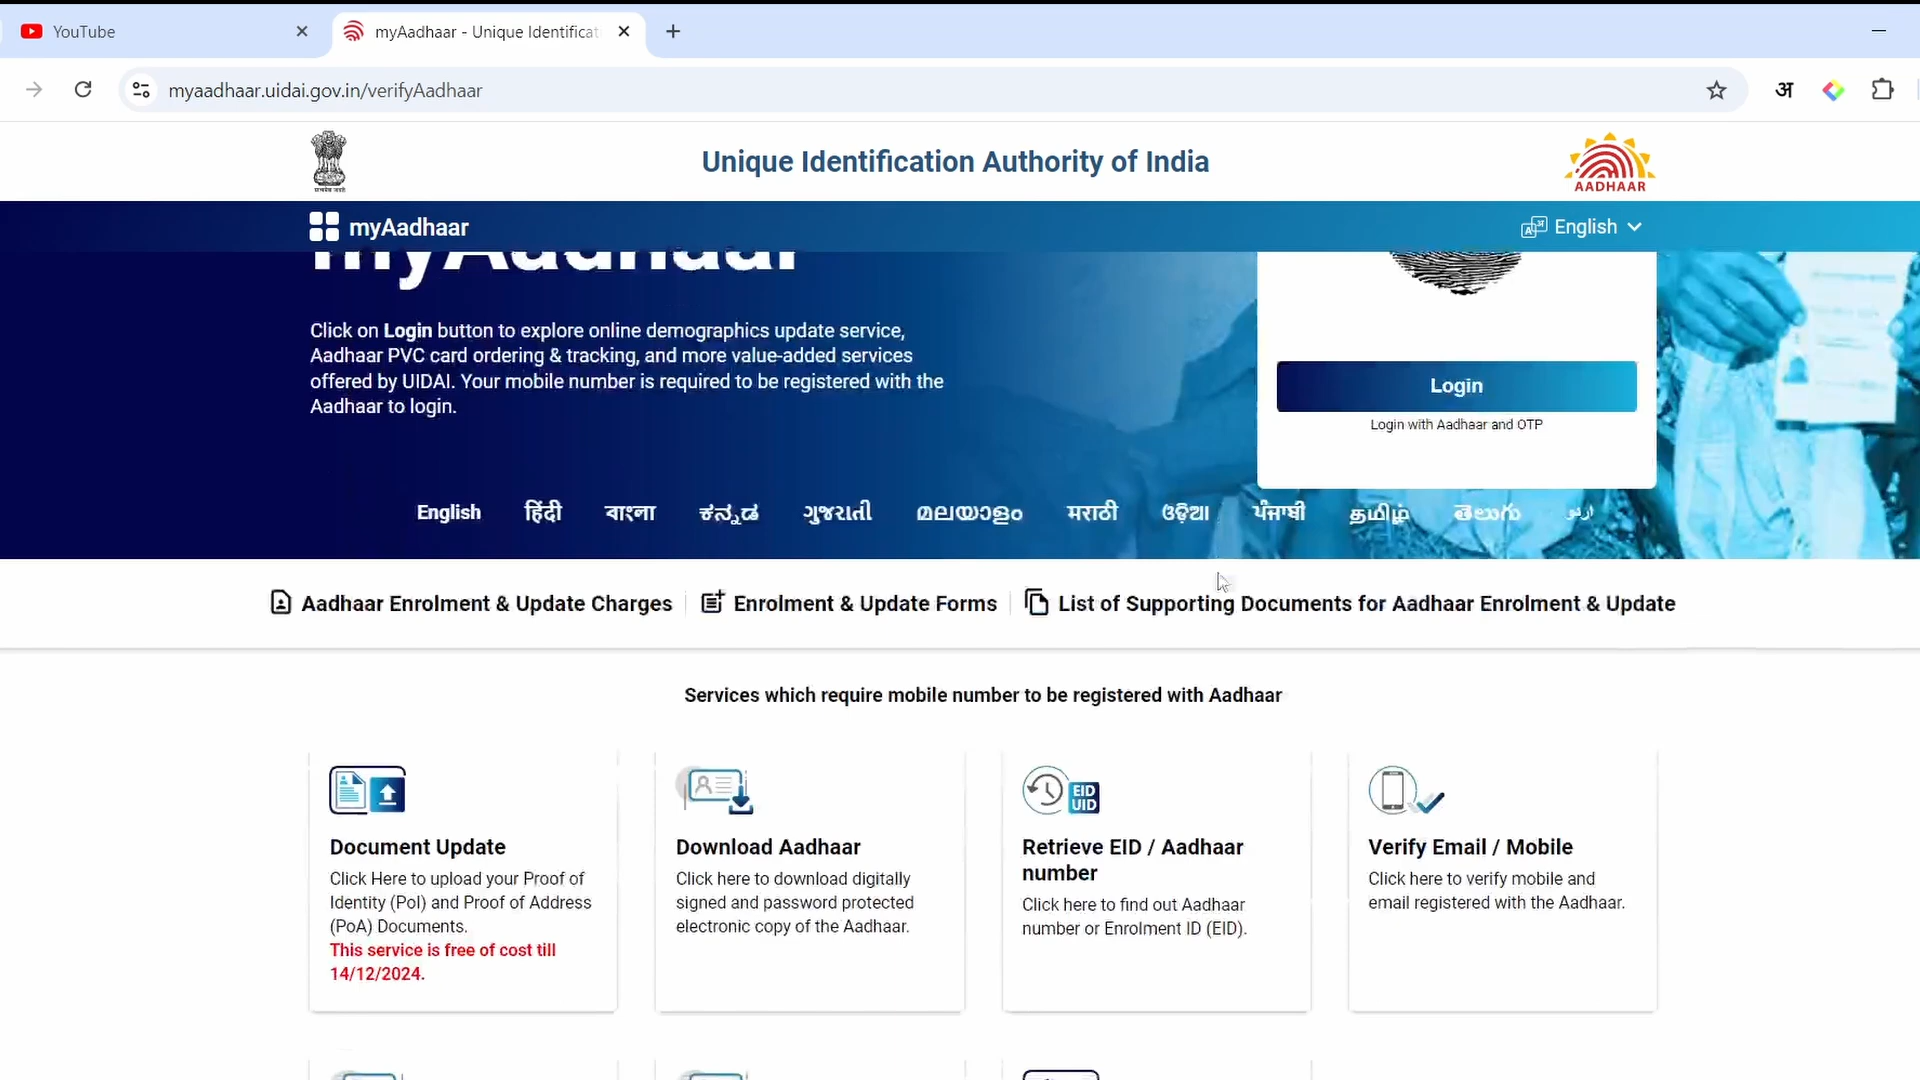 YouTube
myAadhaar - Unique Identificat
myaadhaar.uidai.gov.in/verifyAadhaar
अ
Unique Identification Authority of India
AADHAAR
myAadhaar
English
myAadhaar
Click on Login button to explore online demographics update service,
Aadhaar PVC card ordering & tracking, and more value-added services
offered by UIDAI. Your mobile number is required to be registered with the
Aadhaar to login.
Login
Login with Aadhaar and OTP
English हिंदी বাংলা ಕನ್ನಡ ગુજરાતી മലയാളം मराठी ଓଡ଼ିଆ ਪੰਜਾਬੀ தமிழ் తెలుగు اردو
Aadhaar Enrolment & Update Charges
Enrolment & Update Forms
List of Supporting Documents for Aadhaar Enrolment & Update
Services which require mobile number to be registered with Aadhaar
Document Update
Click Here to upload your Proof of
Identity (PoI) and Proof of Address
(PoA) Documents.
This service is free of cost till
14/12/2024.
Download Aadhaar
Click here to download digitally
signed and password protected
electronic copy of the Aadhaar.
EID
UID
Retrieve EID / Aadhaar
number
Click here to find out Aadhaar
number or Enrolment ID (EID).
Verify Email / Mobile
Click here to verify mobile and
email registered with the Aadhaar.